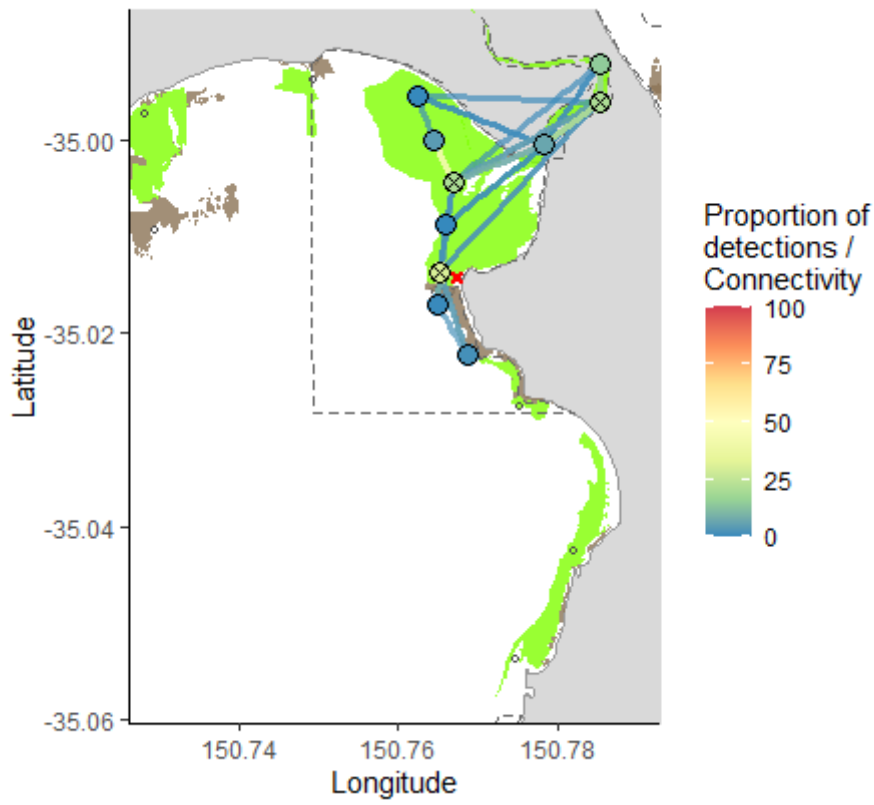 -35.00
-35.02
-35.04
-35.06
Latitude
150.74 150.76 150.78
Longitude
Proportion of
detections /
Connectivity
100
75
50
25
0